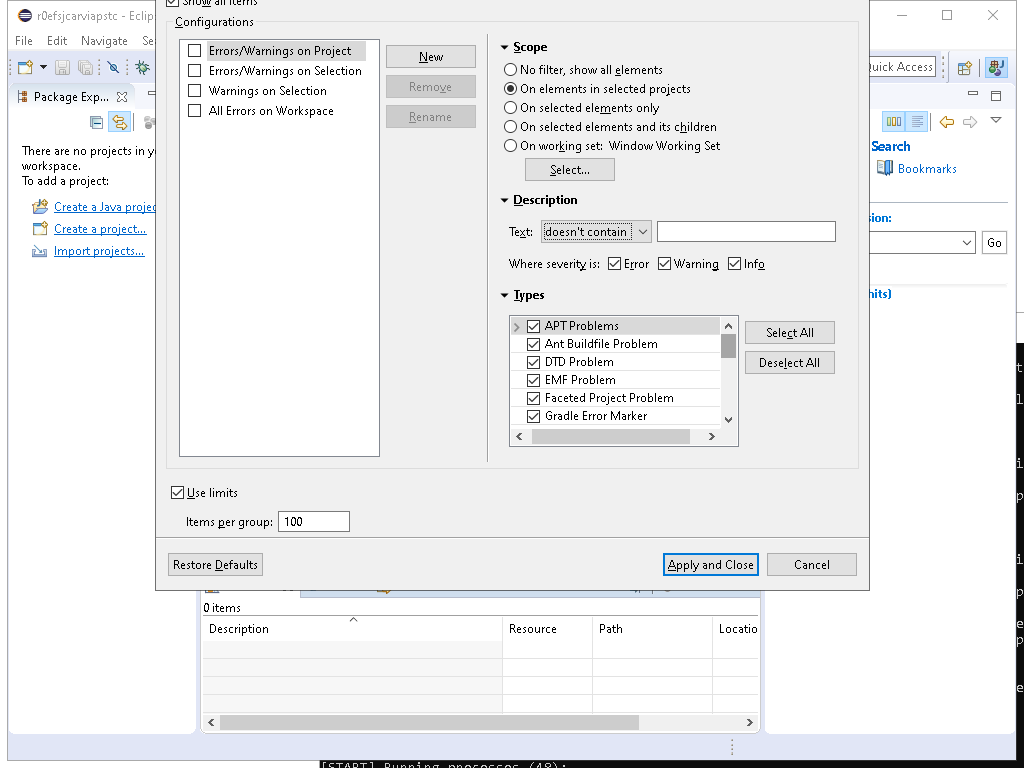 r0efsjcarviapstc - Eclip
Show all items
File Edit Navigate Se
Configurations
Errors/Warnings on Project
Errors/Warnings on Selection
Warnings on Selection
All Errors on Workspace
New
Remove
Rename
Scope
No filter, show all elements
On elements in selected projects
On selected elements only
On selected elements and its children
On working set: Window Working Set
Select...
Description
Text: doesn't contain
Where severity is: Error Warning Info
Types
APT Problems
Ant Buildfile Problem
DTD Problem
EMF Problem
Faceted Project Problem
Gradle Error Marker
Select All
Deselect All
Use limits
Items per group: 100
Restore Defaults
Apply and Close
Cancel
Quick Access
Package Exp...
There are no projects in y
workspace.
To add a project:
Create a Java projec
Create a project...
Import projects...
Search
Bookmarks
sion:
Go
hits)
0 items
Description Resource Path Locatio
[START] Running processes (48):